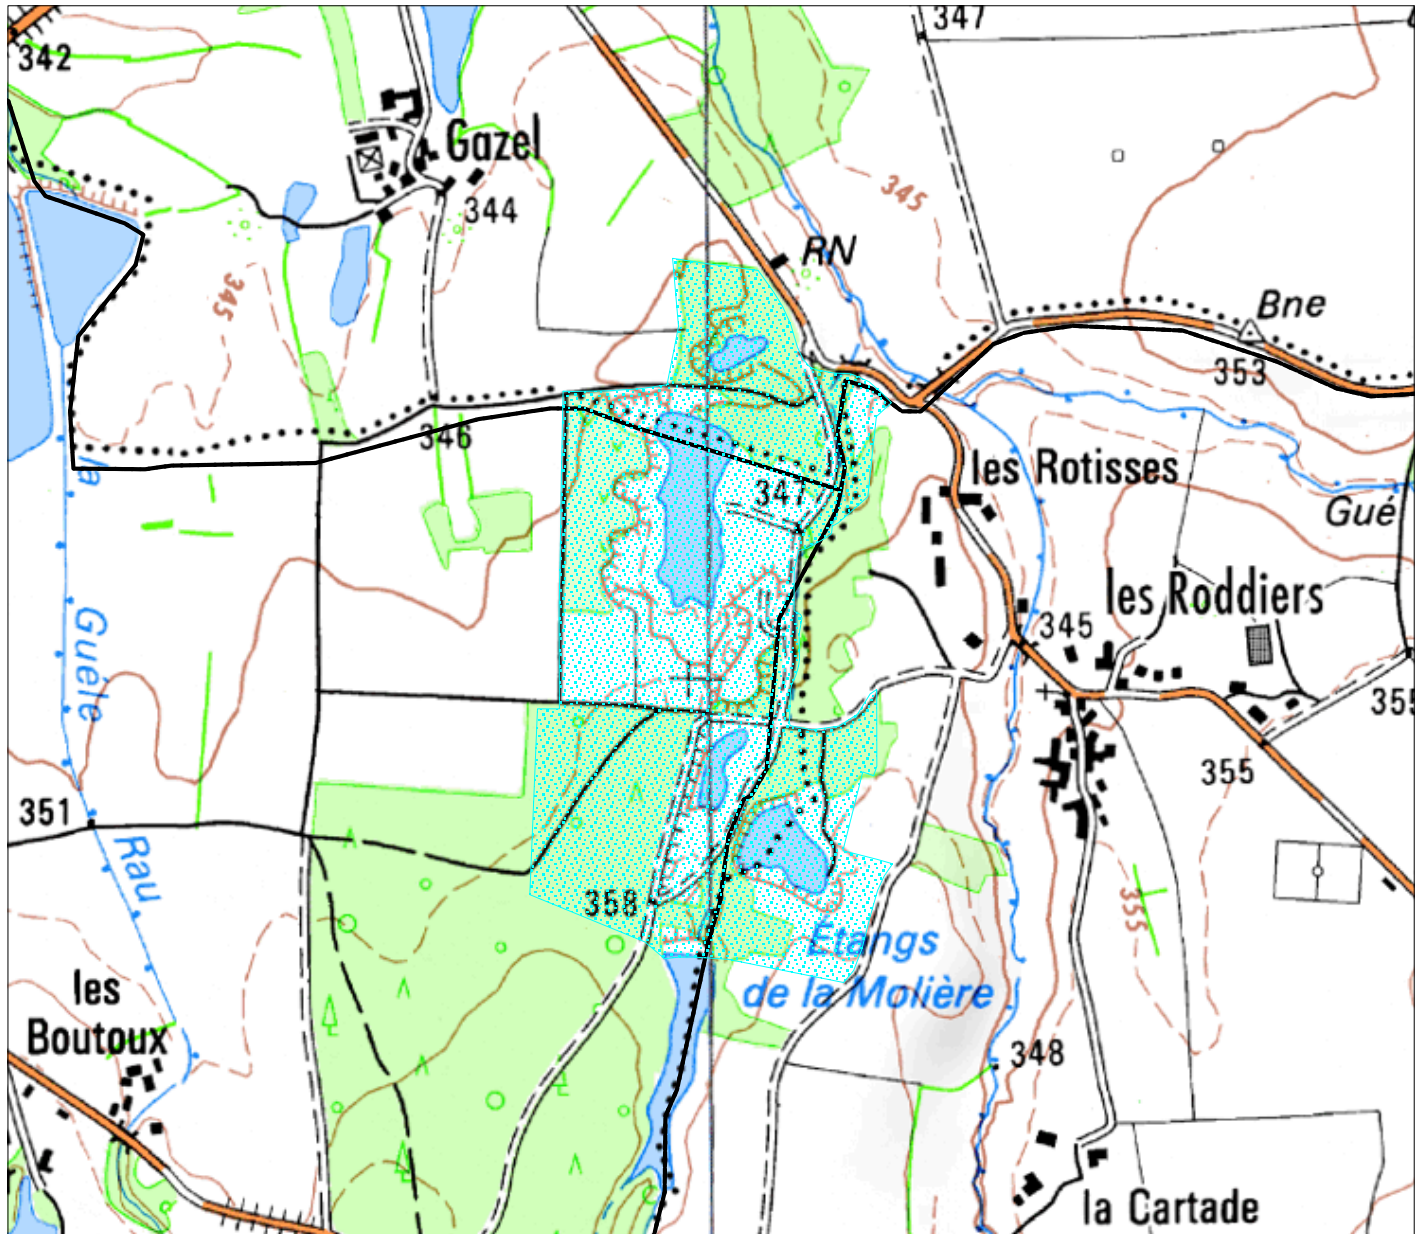 347
342
Gazel
345
344
RN
345
Bne
353
346
la
les Rotisses
347
Gué
les Roddiers
345
Guéle
355
355
351
Rau
358
355
Etangs
de la Molière
les
Boutoux
348
la Cartade